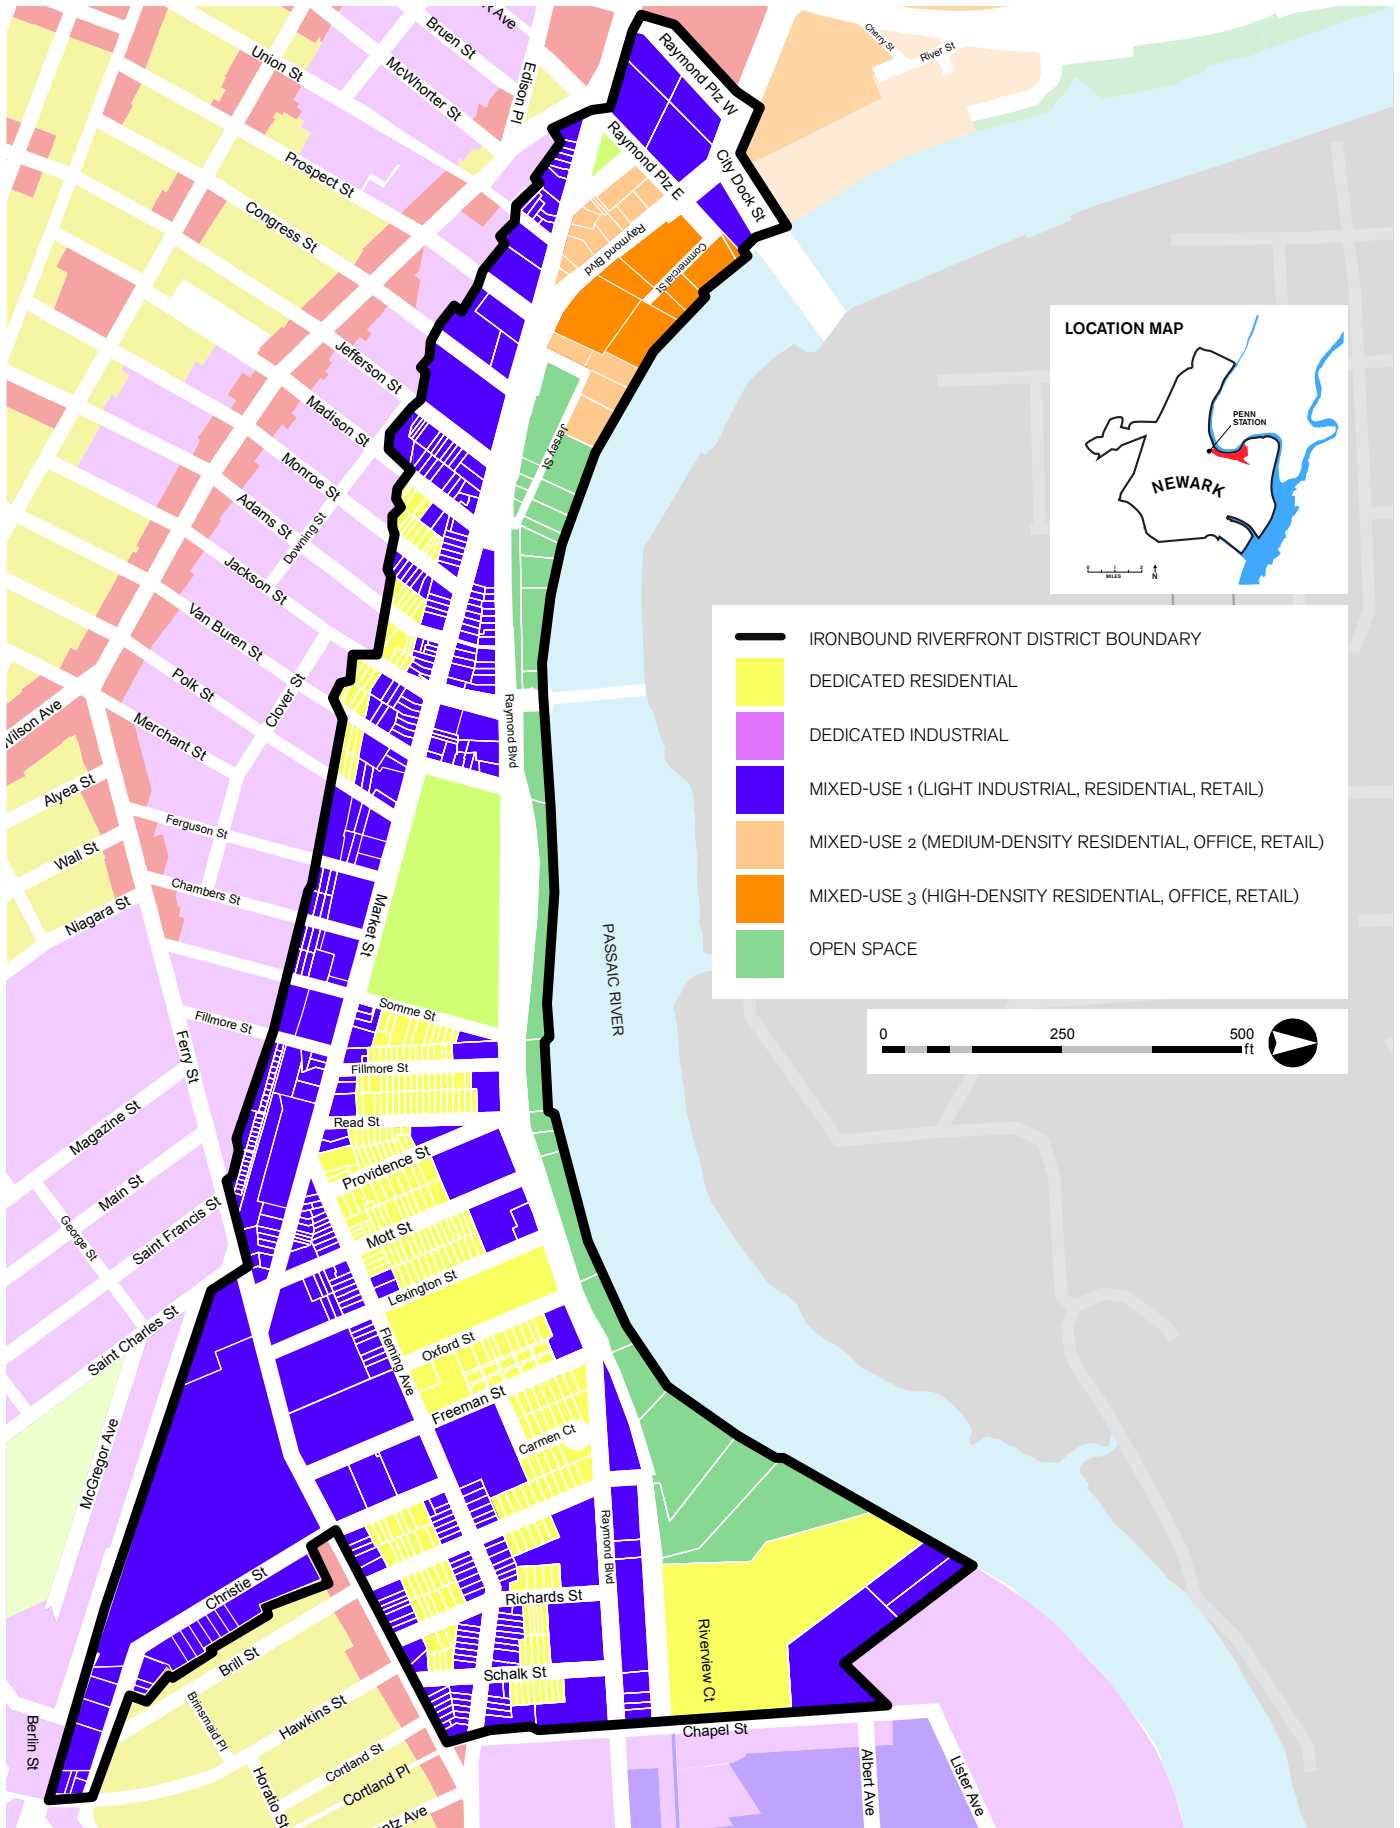 Bruen St
Union St
McWhorter St
Edison Pl
Raymond Plz W
Cherry St
River St
Raymond Plz E
City Dock St
Prospect St
Congress St
Raymond Blvd
Commercial St
Jefferson St
Madison St
Monroe St
Adams St
Downing St
Jackson St
Jersey St
Van Buren St
Polk St
Clover St
Merchant St
Wilson Ave
Raymond Blvd
Alyea St
Wall St
Niagara St
Ferguson St
Chambers St
Market St
Somme St
Fillmore St
Ferry St
Fillmore St
Read St
Providence St
Mott St
Lexington St
Magazine St
Main St
Saint Francis St
George St
Saint Charles St
Oxford St
Fleming Ave
Freeman St
Carmen Ct
McGregor Ave
Raymond Blvd
Christie St
Richards St
Riverview Ct
Brill St
Schalk St
Hawkins St
Brinsmaid Pl
Berlin St
Chapel St
Cortland St
Cortland Pl
Horatio St
ntz Ave
Albert Ave
Lister Ave
PASSAIC RIVER
LOCATION MAP
PENN
STATION
NEWARK
0 1 2
MILES
N
IRONBOUND RIVERFRONT DISTRICT BOUNDARY
DEDICATED RESIDENTIAL
DEDICATED INDUSTRIAL
MIXED-USE 1 (LIGHT INDUSTRIAL, RESIDENTIAL, RETAIL)
MIXED-USE 2 (MEDIUM-DENSITY RESIDENTIAL, OFFICE, RETAIL)
MIXED-USE 3 (HIGH-DENSITY RESIDENTIAL, OFFICE, RETAIL)
OPEN SPACE
0 250 500
ft